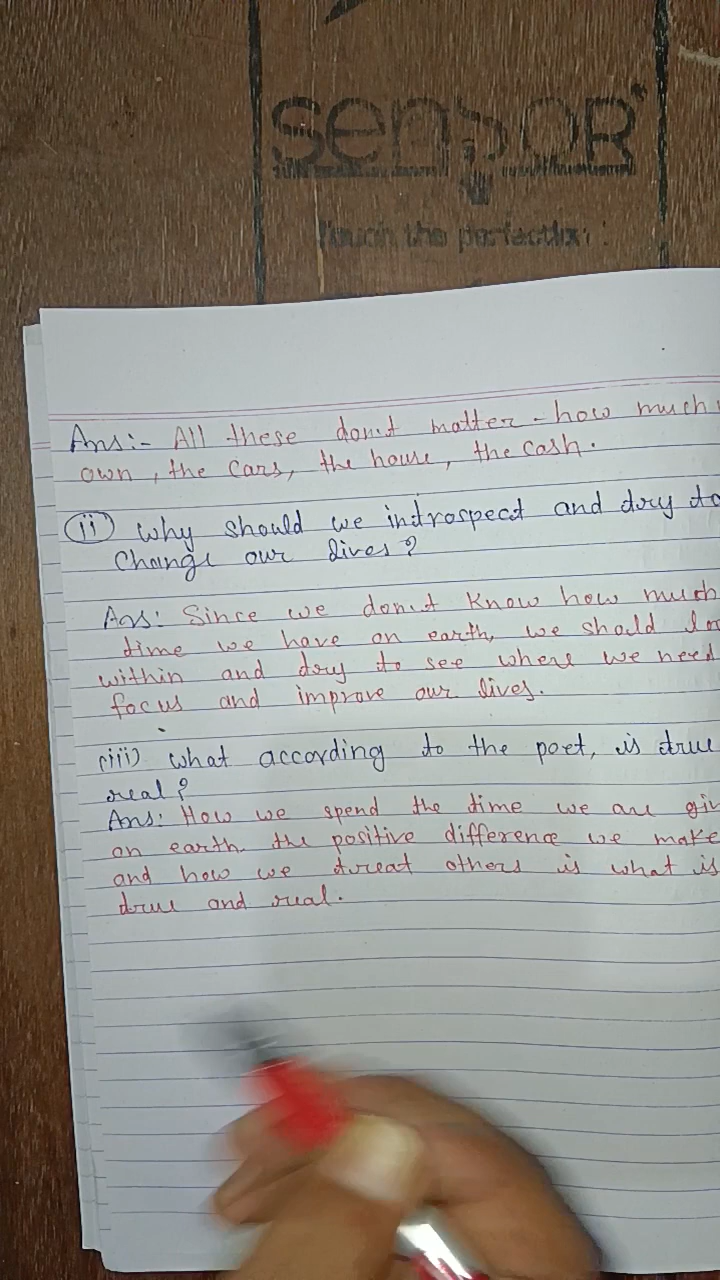 SensOR
Touch the perfection
Ans:- All these don't matter - how much
own, the cars, the house, the cash.
(ii) Why should we introspect and try to
Change our lives?
Ans: Since we don't know how much
time we have on earth, we should
within and try to see where we need
focus and improve our lives.
(iii) What according to the poet, is true
real?
Ans: How we spend the time we are giv
on earth, the positive difference we make
and how we treat others is what is
true and real.